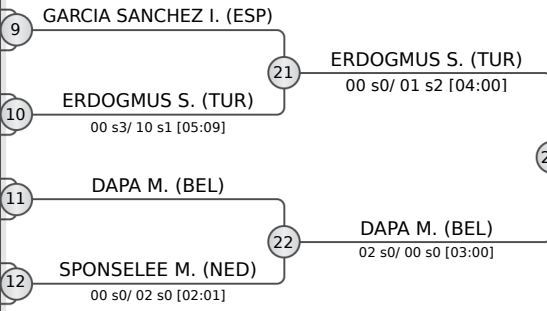 9
GARCIA SANCHEZ I. (ESP)
21
ERDOGMUS S. (TUR)
00 s0/ 01 s2 [04:00]
10
ERDOGMUS S. (TUR)
00 s3/ 10 s1 [05:09]
11
DAPA M. (BEL)
22
DAPA M. (BEL)
02 s0/ 00 s0 [03:00]
12
SPONSELEE M. (NED)
00 s0/ 02 s0 [02:01]